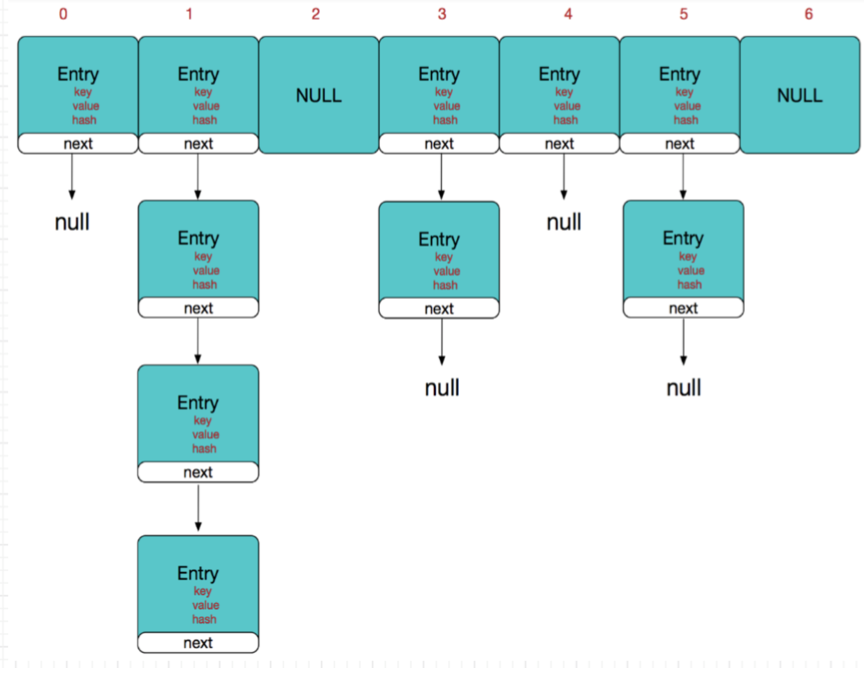 0 1 2 3 4 5 6
Entry Entry NULL Entry Entry Entry NULL
key key key key key
value value value value value
hash hash hash hash hash
next next next next next
null null
Entry Entry Entry
key key key
value value value
hash hash hash
next next next
null null
Entry
key
value
hash
next
Entry
key
value
hash
next